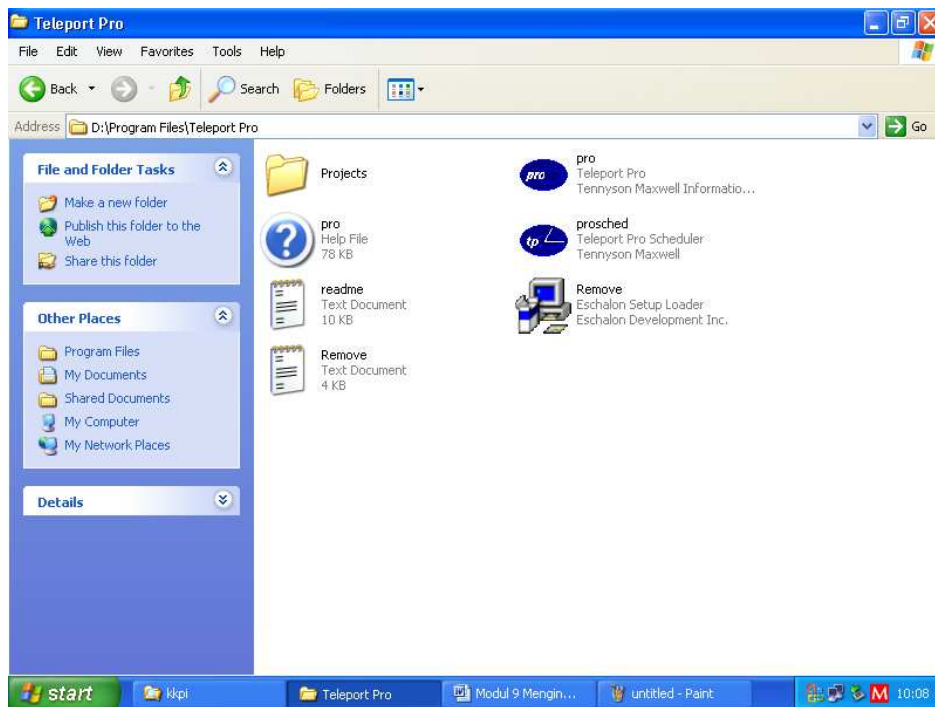 Teleport Pro
File Edit View Favorites Tools Help
Back Search Folders
Address D:\Program Files\Teleport Pro Go
File and Folder Tasks
Make a new folder
Publish this folder to the
Web
Share this folder
Other Places
Program Files
My Documents
Shared Documents
My Computer
My Network Places
Details
Projects
pro
Teleport Pro
Tennyson Maxwell Informatio...
pro
Help File
78 KB
prosched
Teleport Pro Scheduler
Tennyson Maxwell
readme
Text Document
10 KB
Remove
Eschalon Setup Loader
Eschalon Development Inc.
Remove
Text Document
4 KB
pro
tp
start kkpi Teleport Pro Modul 9 Mengin... untitled - Paint M 10:08